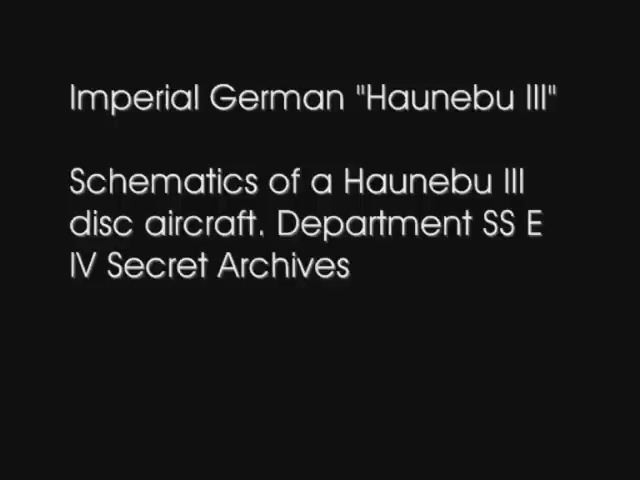 Imperial German "Haunebu III"
Schematics of a Haunebu III
disc aircraft. Department SS E
IV Secret Archives